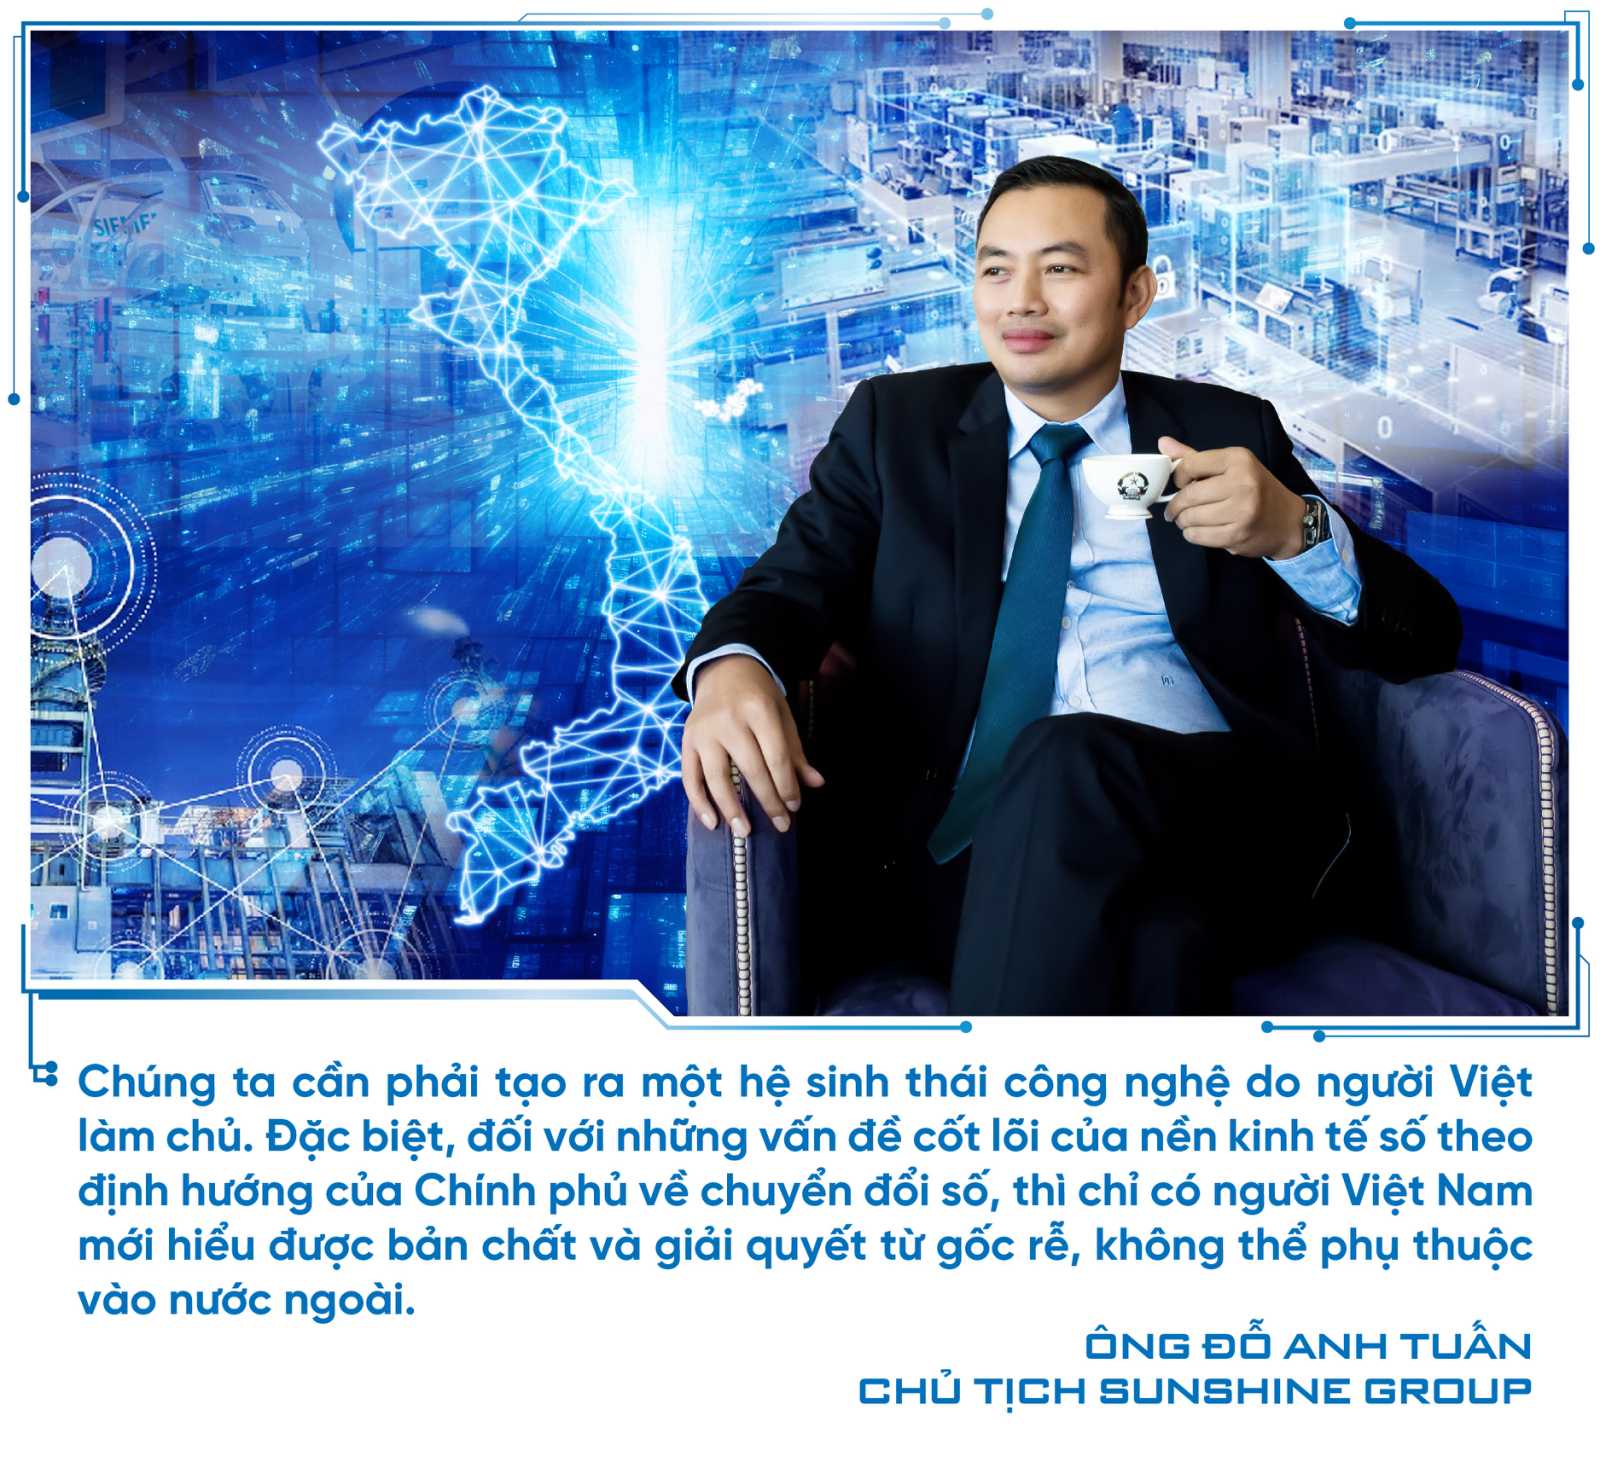 SIEME
Chúng ta cần phải tạo ra một hệ sinh thái công nghệ do người Việt
làm chủ. Đặc biệt, đối với những vấn đề cốt lõi của nền kinh tế số theo
định hướng của Chính phủ về chuyển đổi số, thì chỉ có người Việt Nam
mới hiểu được bản chất và giải quyết từ gốc rễ, không thể phụ thuộc
vào nước ngoài.
ÔNG ĐỖ ANH TUẤN
CHỦ TỊCH SUNSHINE GROUP